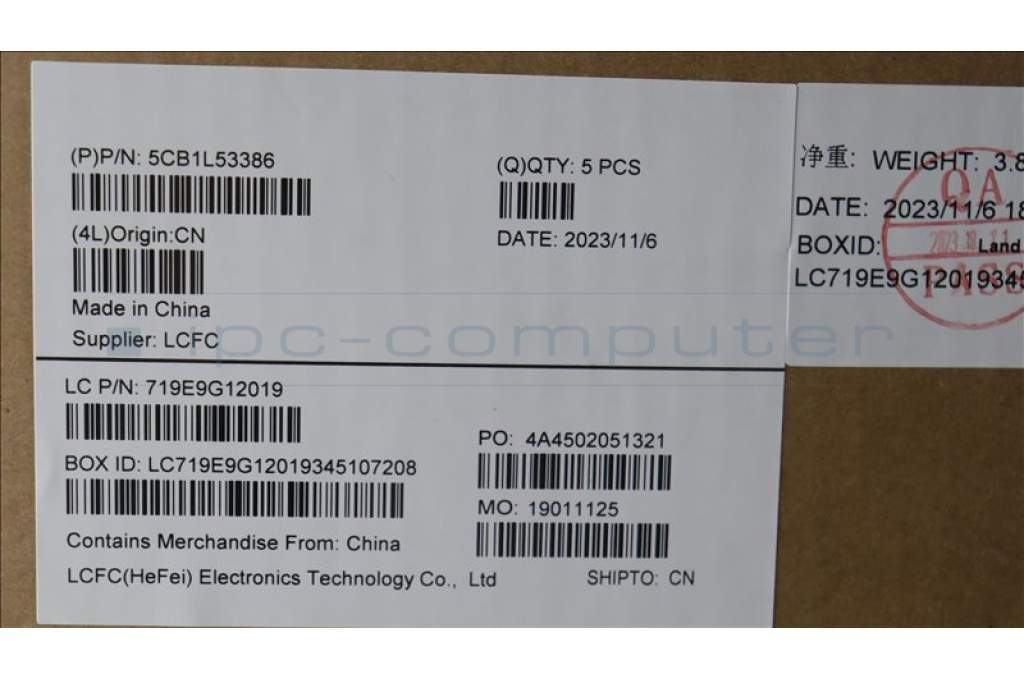 (P)P/N: 5CB1L53386
(Q)QTY: 5 PCS
(4L)Origin:CN
DATE: 2023/11/6
Made in China
Supplier: LCFC
LC P/N: 719E9G12019
PO: 4A4502051321
BOX ID: LC719E9G12019345107208
MO: 19011125
Contains Merchandise From: China
LCFC(HeFei) Electronics Technology Co., Ltd
SHIPTO: CN
净重: WEIGHT: 3.8
DATE: 2023/11/6 18
BOXID: Land
LC719E9G12019345
QA
PASS
ipc-computer